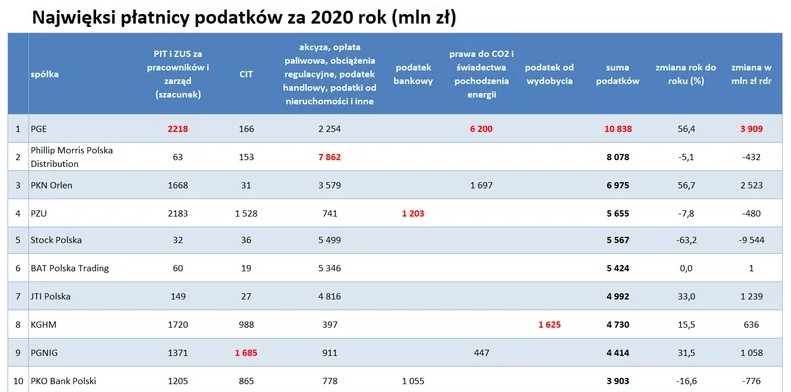 Najwięksi płatnicy podatków za 2020 rok (mln zł)
spółka
PIT i ZUS za
pracowników i
zarząd
(szacunek)
CIT
akcyza, opłata
paliwowa, obciążenia
regulacyjne, podatek
handlowy, podatki od
nieruchomości i inne
podatek
bankowy
prawa do CO2 i
świadectwa
pochodzenia
energii
podatek od
wydobycia
suma
podatków
zmiana rok do
roku (%)
zmiana w
mln zł rdr
1 PGE 2218 166 2 254 6 200 10 838 56,4 3 909
2 Phillip Morris Polska
Distribution 63 153 7 862 8 078 -5,1 -432
3 PKN Orlen 1668 31 3 579 1 697 6 975 56,7 2 523
4 PZU 2183 1 528 741 1 203 5 655 -7,8 -480
5 Stock Polska 32 36 5 499 5 567 -63,2 -9 544
6 BAT Polska Trading 60 19 5 346 5 424 0,0 1
7 JTI Polska 149 27 4 816 4 992 33,0 1 239
8 KGHM 1720 988 397 1 625 4 730 15,5 636
9 PGNIG 1371 1 685 911 447 4 414 31,5 1 058
10 PKO Bank Polski 1205 865 778 1 055 3 903 -16,6 -776